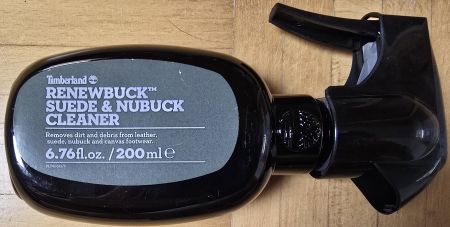 Timberland
RENEWBUCK™
SUEDE & NUBUCK
CLEANER
Removes dirt and debris from leather,
suede, nubuck and canvas footwear.
6.76fl.oz. / 200ml e